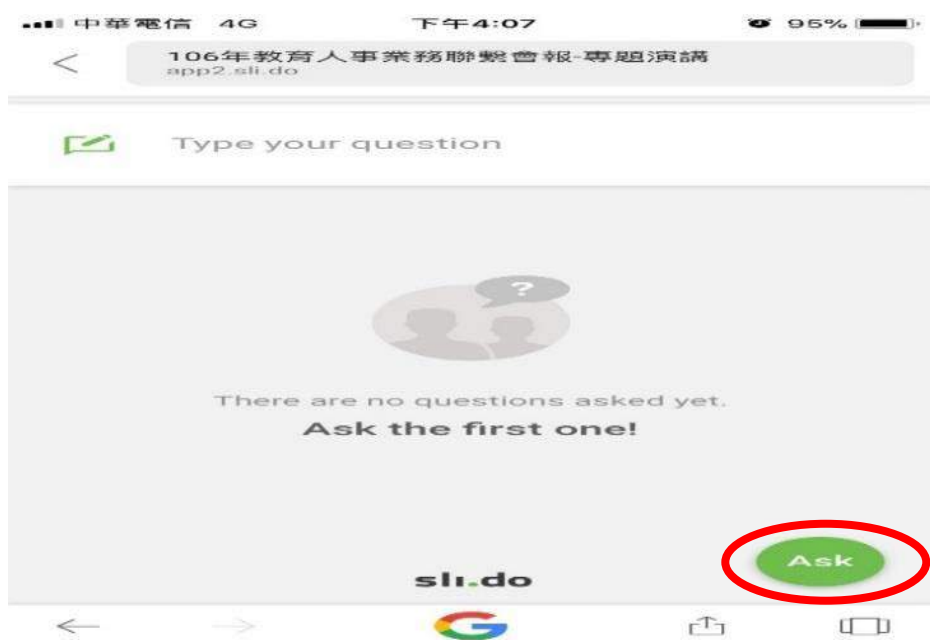 中華電信 4G 下午4:07 95%
106年教育人事業務聯繫會報-專題演講
app2.sli.do
Type your question
?
There are no questions asked yet.
Ask the first one!
Ask
sli.do
G